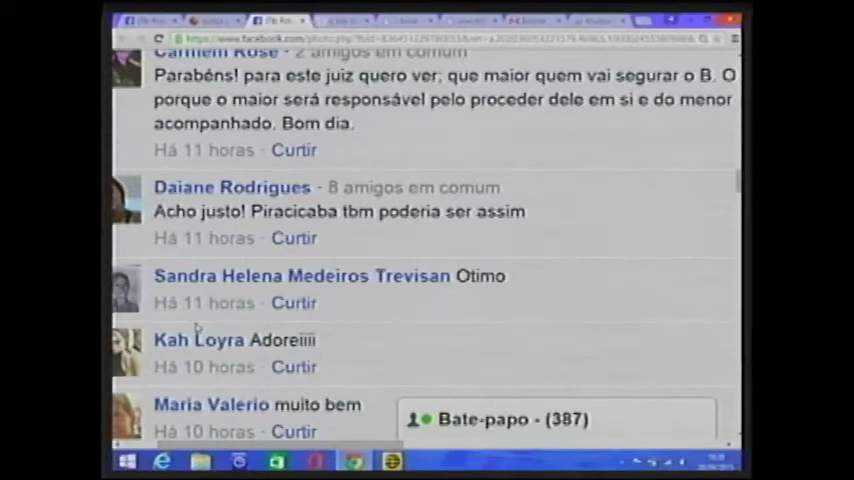 Carmem Rose · 2 amigos em comum
Parabéns! para este juiz quero ver; que maior quem vai segurar o B. O
porque o maior será responsável pelo proceder dele em si e do menor
acompanhado. Bom dia.
Há 11 horas · Curtir
Daiane Rodrigues · 8 amigos em comum
Acho justo! Piracicaba tbm poderia ser assim
Há 11 horas · Curtir
Sandra Helena Medeiros Trevisan Otimo
Há 11 horas · Curtir
Kah Loyra Adoreiiii
Há 10 horas · Curtir
Maria Valerio muito bem
Há 10 horas · Curtir
Bate-papo - (387)